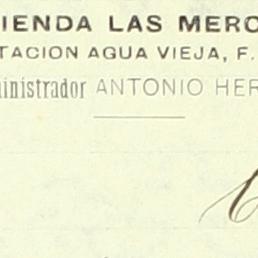 IENDA LAS MERC
TACION AGUA VIEJA, F.
ministrador ANTONIO HER